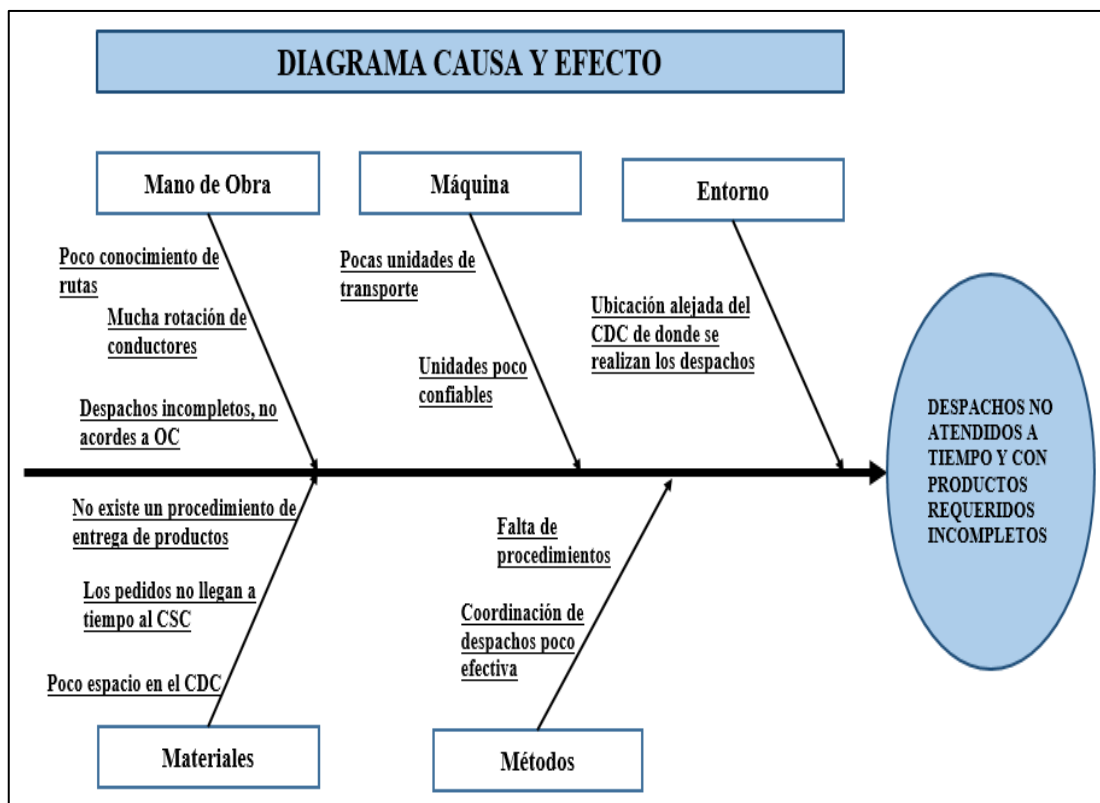 DIAGRAMA CAUSA Y EFECTO
Mano de Obra
Máquina
Entorno
Poco conocimiento de
rutas
Mucha rotación de
conductores
Despachos incompletos, no
acordes a OC
Pocas unidades de
transporte
Unidades poco
confiables
Ubicación alejada del
CDC de donde se
realizan los despachos
DESPACHOS NO
ATENDIDOS A
TIEMPO Y CON
PRODUCTOS
REQUERIDOS
INCOMPLETOS
No existe un procedimiento de
entrega de productos
Los pedidos no llegan a
tiempo al CSC
Poco espacio en el CDC
Falta de
procedimientos
Coordinación de
despachos poco
efectiva
Materiales
Métodos